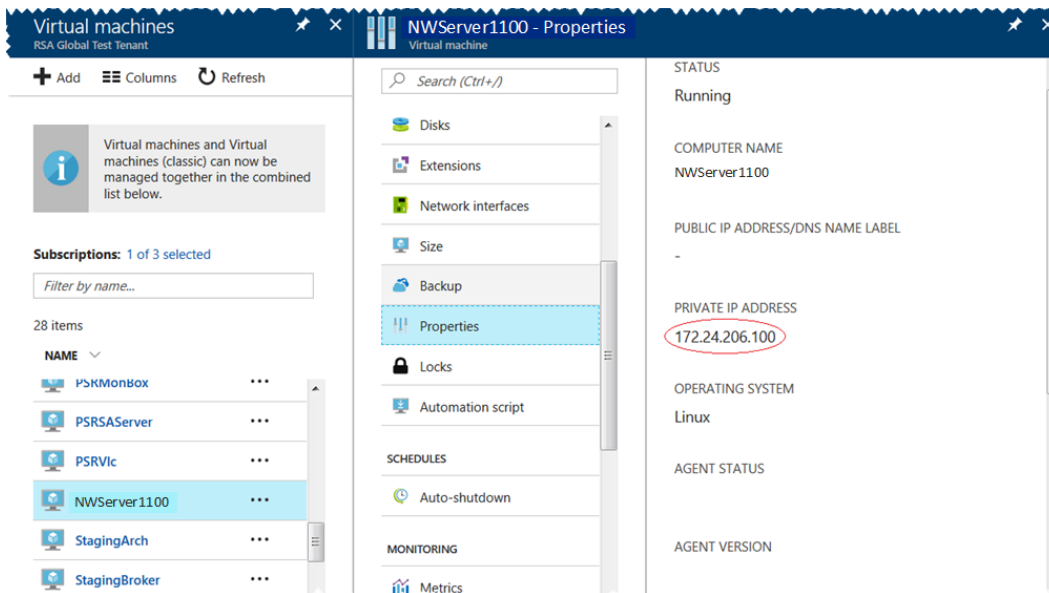 Virtual machines
RSA Global Test Tenant
Add Columns Refresh
Virtual machines and Virtual
machines (classic) can now be
managed together in the combined
list below.
Subscriptions: 1 of 3 selected
Filter by name...
28 items
NAME
PSRMonBox
PSRSAServer
PSRVlc
NWServer1100
StagingArch
StagingBroker
NWServer1100 - Properties
Virtual machine
Search (Ctrl+/)
Disks
Extensions
Network interfaces
Size
Backup
Properties
Locks
Automation script
SCHEDULES
Auto-shutdown
MONITORING
Metrics
STATUS
Running
COMPUTER NAME
NWServer1100
PUBLIC IP ADDRESS/DNS NAME LABEL
-
PRIVATE IP ADDRESS
172.24.206.100
OPERATING SYSTEM
Linux
AGENT STATUS
AGENT VERSION